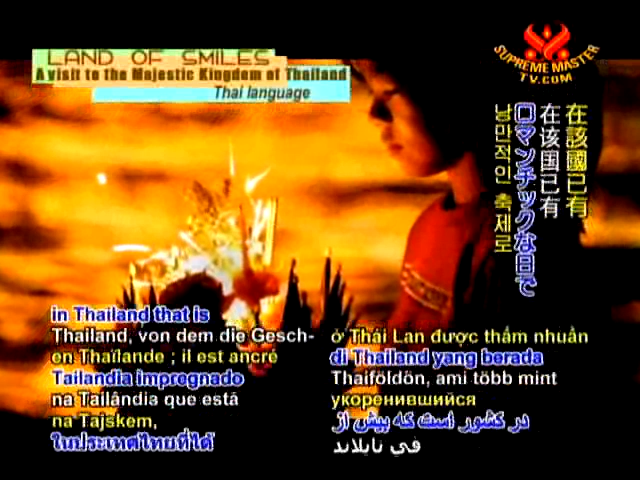 LAND OF SMILES
A visit to the Majestic Kingdom of Thailand
Thai language
SUPREME MASTER
TV.COM
在該國已有
在该国已有
ロマンチックな日で
낭만적인 축제로
in Thailand that is
Thailand, von dem die Gesch-
en Thaïlande ; il est ancré
Tailandia impregnado
na Tailândia que está
na Tajskem,
ในประเทศไทยที่ได้
ở Thái Lan được thấm nhuần
di Thailand yang berada
Thaiföldön, ami több mint
укоренившийся
در کشور است که بیش از
في تايلاند